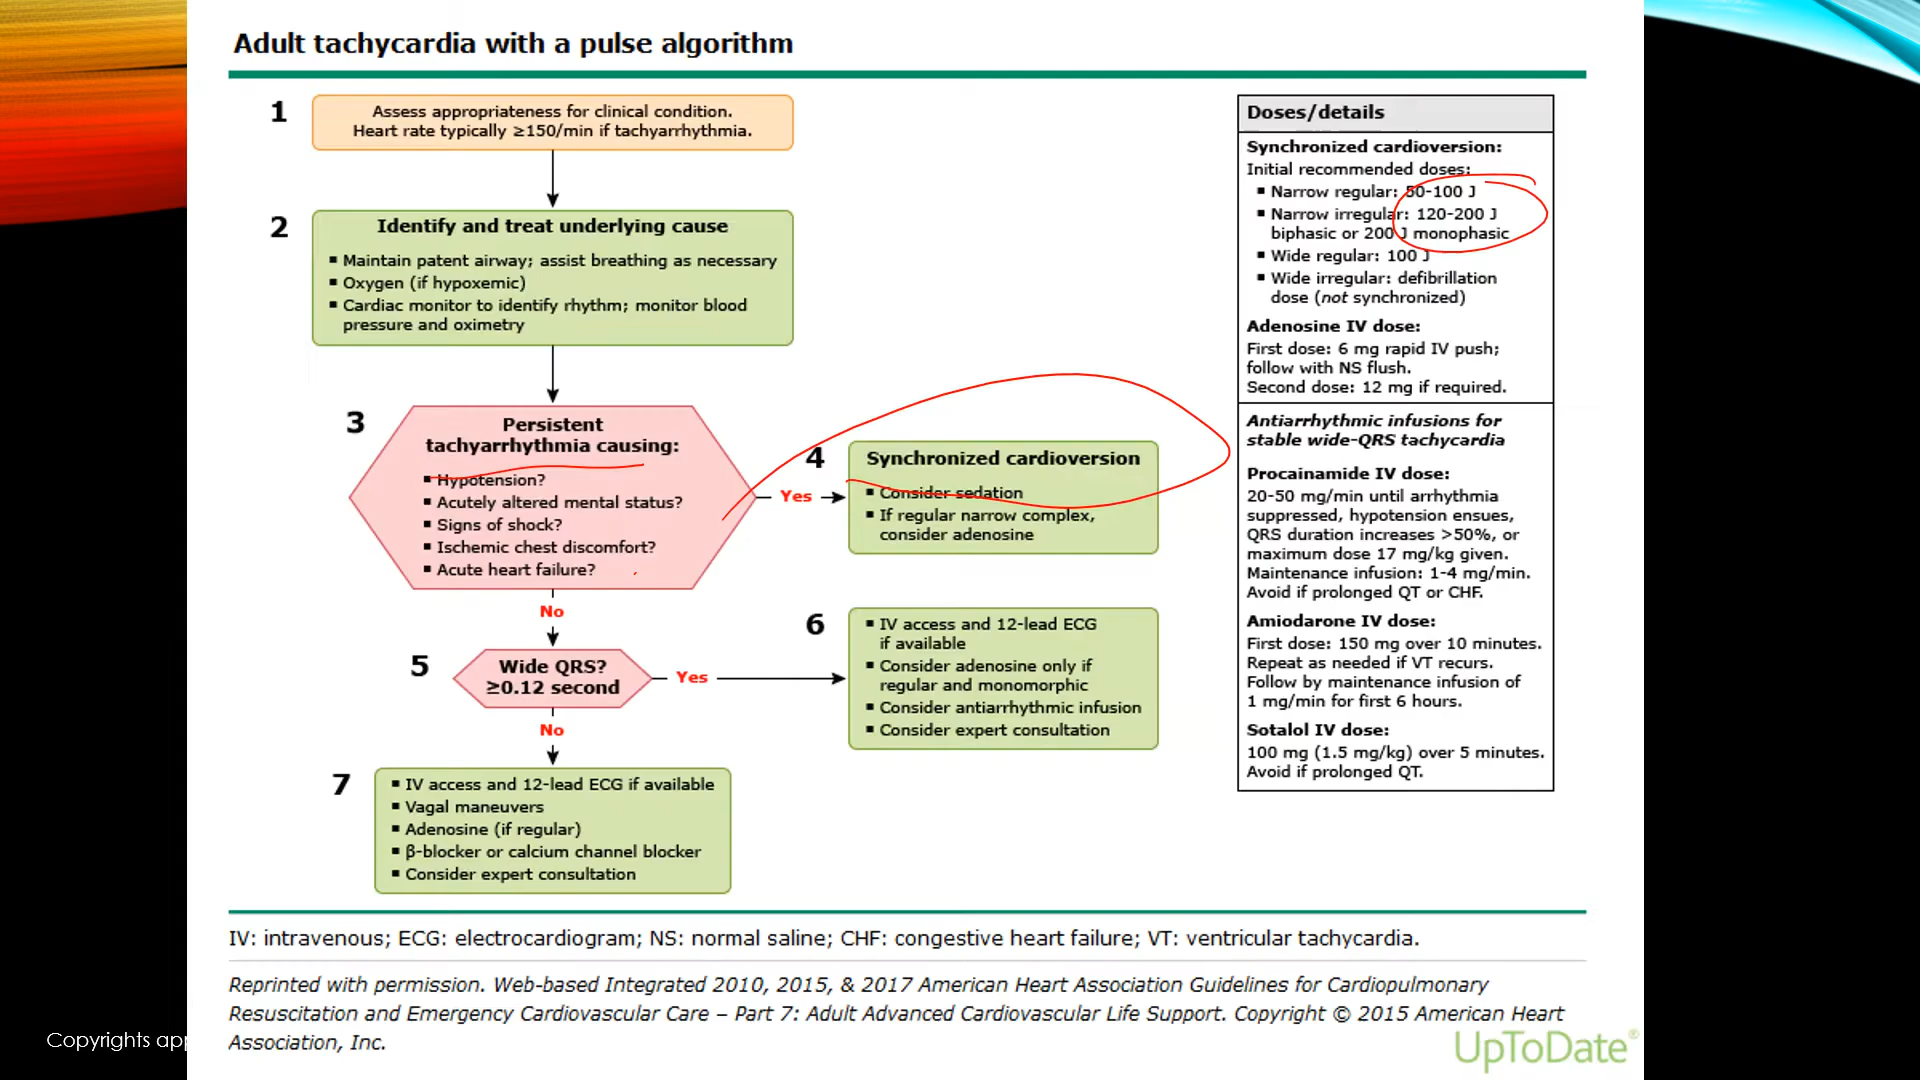 Adult tachycardia with a pulse algorithm
1
Assess appropriateness for clinical condition.
Heart rate typically ≥150/min if tachyarrhythmia.
2
Identify and treat underlying cause
▪ Maintain patent airway; assist breathing as necessary
▪ Oxygen (if hypoxemic)
▪ Cardiac monitor to identify rhythm; monitor blood
pressure and oximetry
3
Persistent
tachyarrhythmia causing:
▪ Hypotension?
▪ Acutely altered mental status?
▪ Signs of shock?
▪ Ischemic chest discomfort?
▪ Acute heart failure?
Yes
4
Synchronized cardioversion
▪ Consider sedation
▪ If regular narrow complex,
consider adenosine
No
5
Wide QRS?
≥0.12 second
Yes
6
▪ IV access and 12-lead ECG
if available
▪ Consider adenosine only if
regular and monomorphic
▪ Consider antiarrhythmic infusion
▪ Consider expert consultation
No
7
▪ IV access and 12-lead ECG if available
▪ Vagal maneuvers
▪ Adenosine (if regular)
▪ β-blocker or calcium channel blocker
▪ Consider expert consultation
Doses/details
Synchronized cardioversion:
Initial recommended doses:
▪ Narrow regular: 50-100 J
▪ Narrow irregular: 120-200 J
biphasic or 200 J monophasic
▪ Wide regular: 100 J
▪ Wide irregular: defibrillation
dose (not synchronized)
Adenosine IV dose:
First dose: 6 mg rapid IV push;
follow with NS flush.
Second dose: 12 mg if required.
Antiarrhythmic infusions for
stable wide-QRS tachycardia
Procainamide IV dose:
20-50 mg/min until arrhythmia
suppressed, hypotension ensues,
QRS duration increases >50%, or
maximum dose 17 mg/kg given.
Maintenance infusion: 1-4 mg/min.
Avoid if prolonged QT or CHF.
Amiodarone IV dose:
First dose: 150 mg over 10 minutes.
Repeat as needed if VT recurs.
Follow by maintenance infusion of
1 mg/min for first 6 hours.
Sotalol IV dose:
100 mg (1.5 mg/kg) over 5 minutes.
Avoid if prolonged QT.
IV: intravenous; ECG: electrocardiogram; NS: normal saline; CHF: congestive heart failure; VT: ventricular tachycardia.
Reprinted with permission. Web-based Integrated 2010, 2015, & 2017 American Heart Association Guidelines for Cardiopulmonary
Resuscitation and Emergency Cardiovascular Care – Part 7: Adult Advanced Cardiovascular Life Support. Copyright © 2015 American Heart
Association, Inc.
Copyrights app
UpToDate®